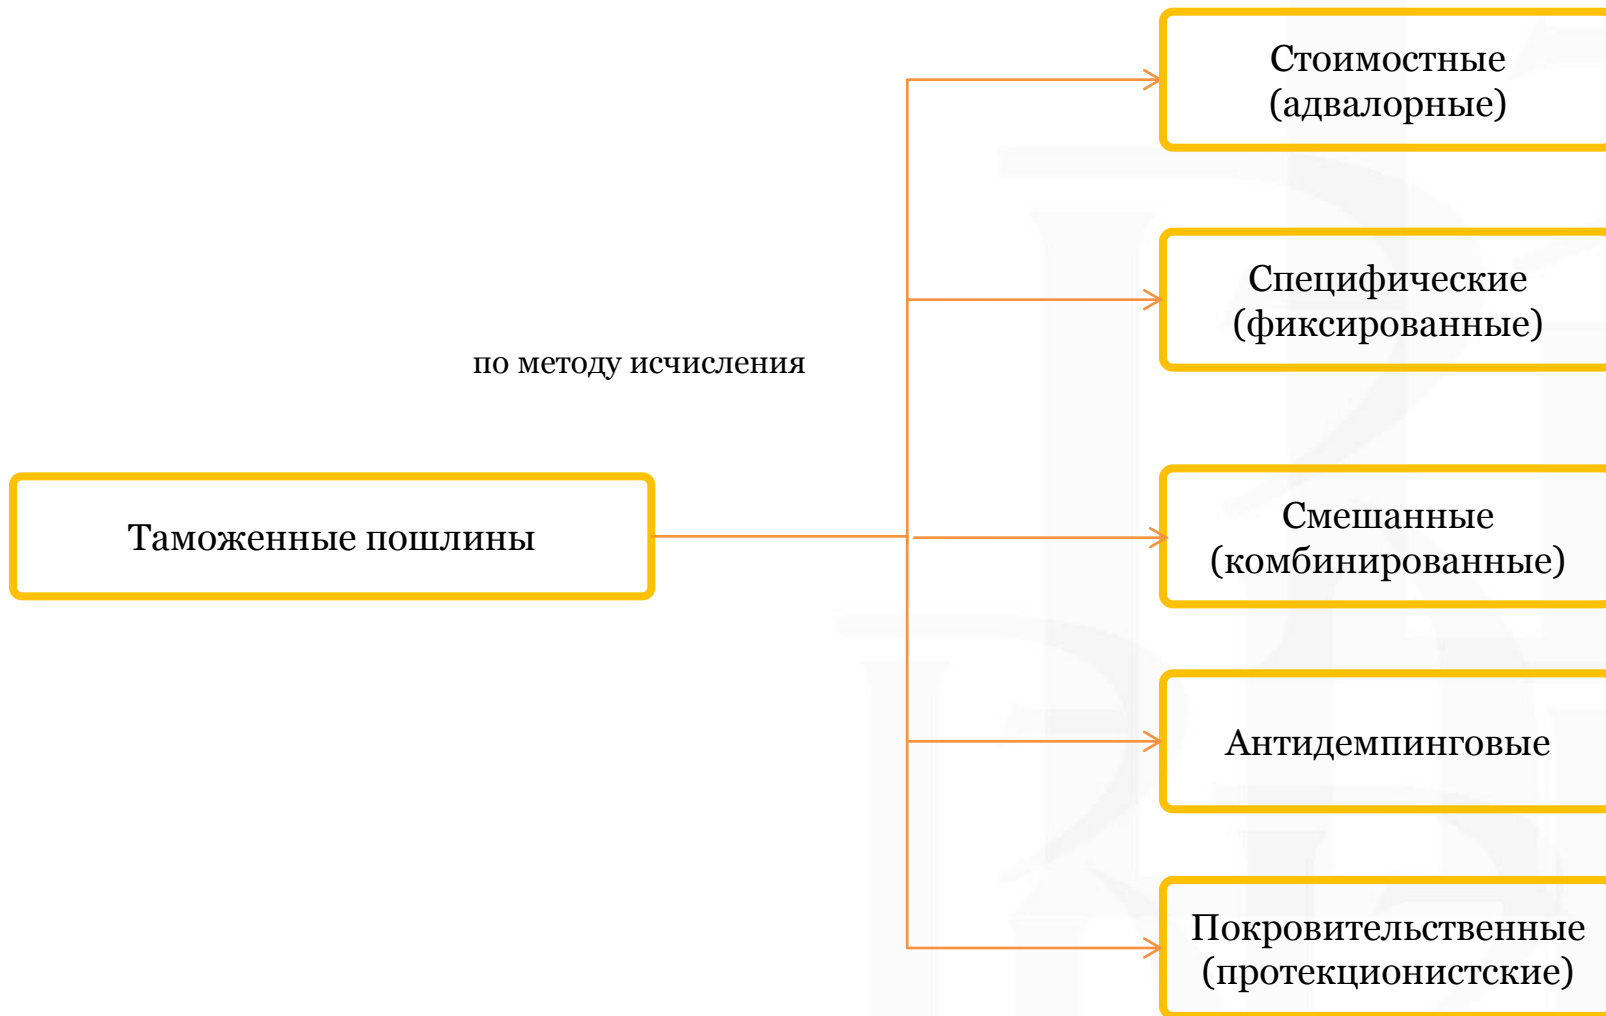 Стоимостные
(адвалорные)
Специфические
(фиксированные)
по методу исчисления
Таможенные пошлины
Смешанные
(комбинированные)
Антидемпинговые
Покровительственные
(протекционистские)